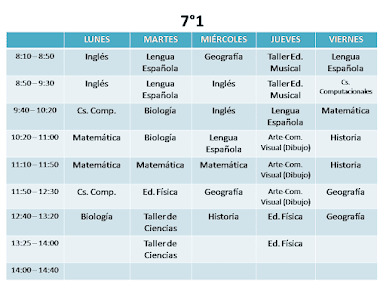 7°1
LUNES MARTES MIÉRCOLES JUEVES VIERNES
8:10 – 8:50 Inglés Lengua Española Geografía Taller Ed. Musical Lengua Española
8:50 – 9:30 Inglés Lengua Española Inglés Taller Ed. Musical Cs. Computacionales
9:40 – 10:20 Cs. Comp. Biología Inglés Lengua Española Matemática
10:20 – 11:00 Matemática Biología Lengua Española Arte-Com. Visual (Dibujo) Historia
11:10 – 11:50 Matemática Matemática Matemática Arte-Com. Visual (Dibujo) Historia
11:50 – 12:30 Cs. Comp. Ed. Física Geografía Arte-Com. Visual (Dibujo) Geografía
12:40 – 13:20 Biología Taller de Ciencias Historia Ed. Física Geografía
13:25 – 14:00 Taller de Ciencias Ed. Física
14:00 – 14:40